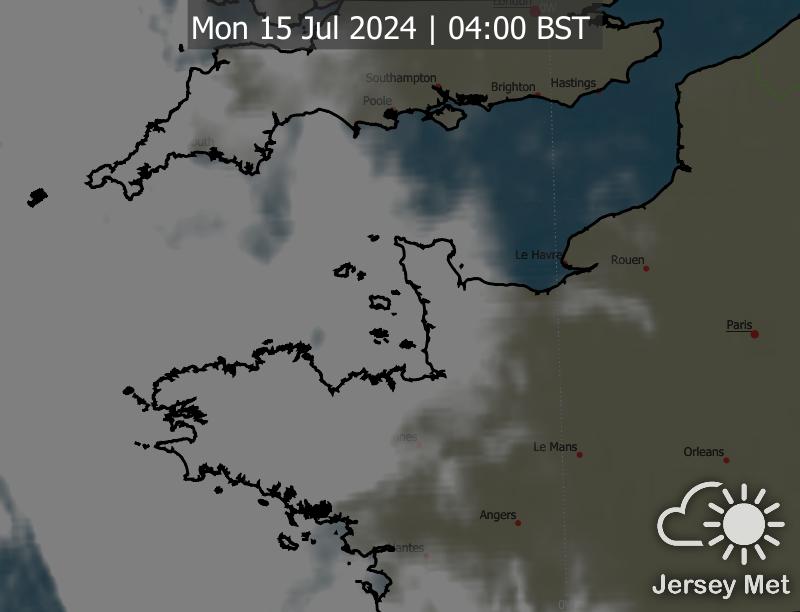 London
Mon 15 Jul 2024 | 04:00 BST
Southampton
Brighton
Hastings
Poole
Le Havre
Rouen
Paris
Le Mans
Orleans
Angers
Jersey Met